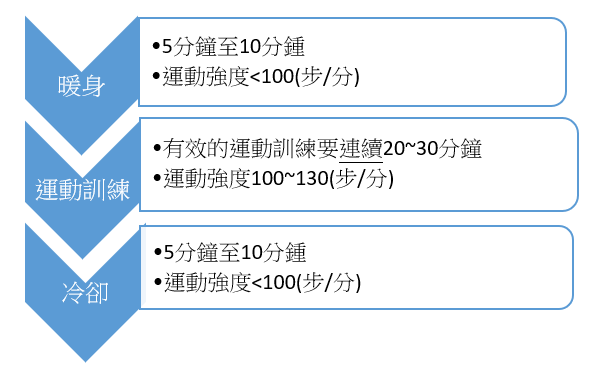 暖身
•5分鐘至10分鍾
•運動強度<100(步/分)
運動訓練
•有效的運動訓練要連續20~30分鐘
•運動強度100~130(步/分)
冷卻
•5分鐘至10分鍾
•運動強度<100(步/分)